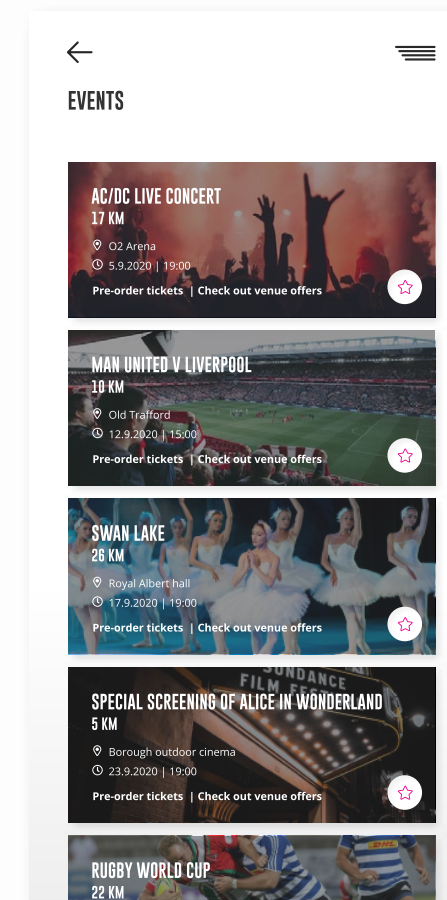 EVENTS
AC/DC LIVE CONCERT
17 KM
O2 Arena
5.9.2020 | 19:00
Pre-order tickets | Check out venue offers
MAN UNITED V LIVERPOOL
10 KM
Old Trafford
12.9.2020 | 15:00
Pre-order tickets | Check out venue offers
SWAN LAKE
26 KM
Royal Albert hall
17.9.2020 | 19:00
Pre-order tickets | Check out venue offers
SUNDANCE
FILM FEST
SPECIAL SCREENING OF ALICE IN WONDERLAND
5 KM
Borough outdoor cinema
23.9.2020 | 19:00
Pre-order tickets | Check out venue offers
DHL
RUGBY WORLD CUP
22 KM